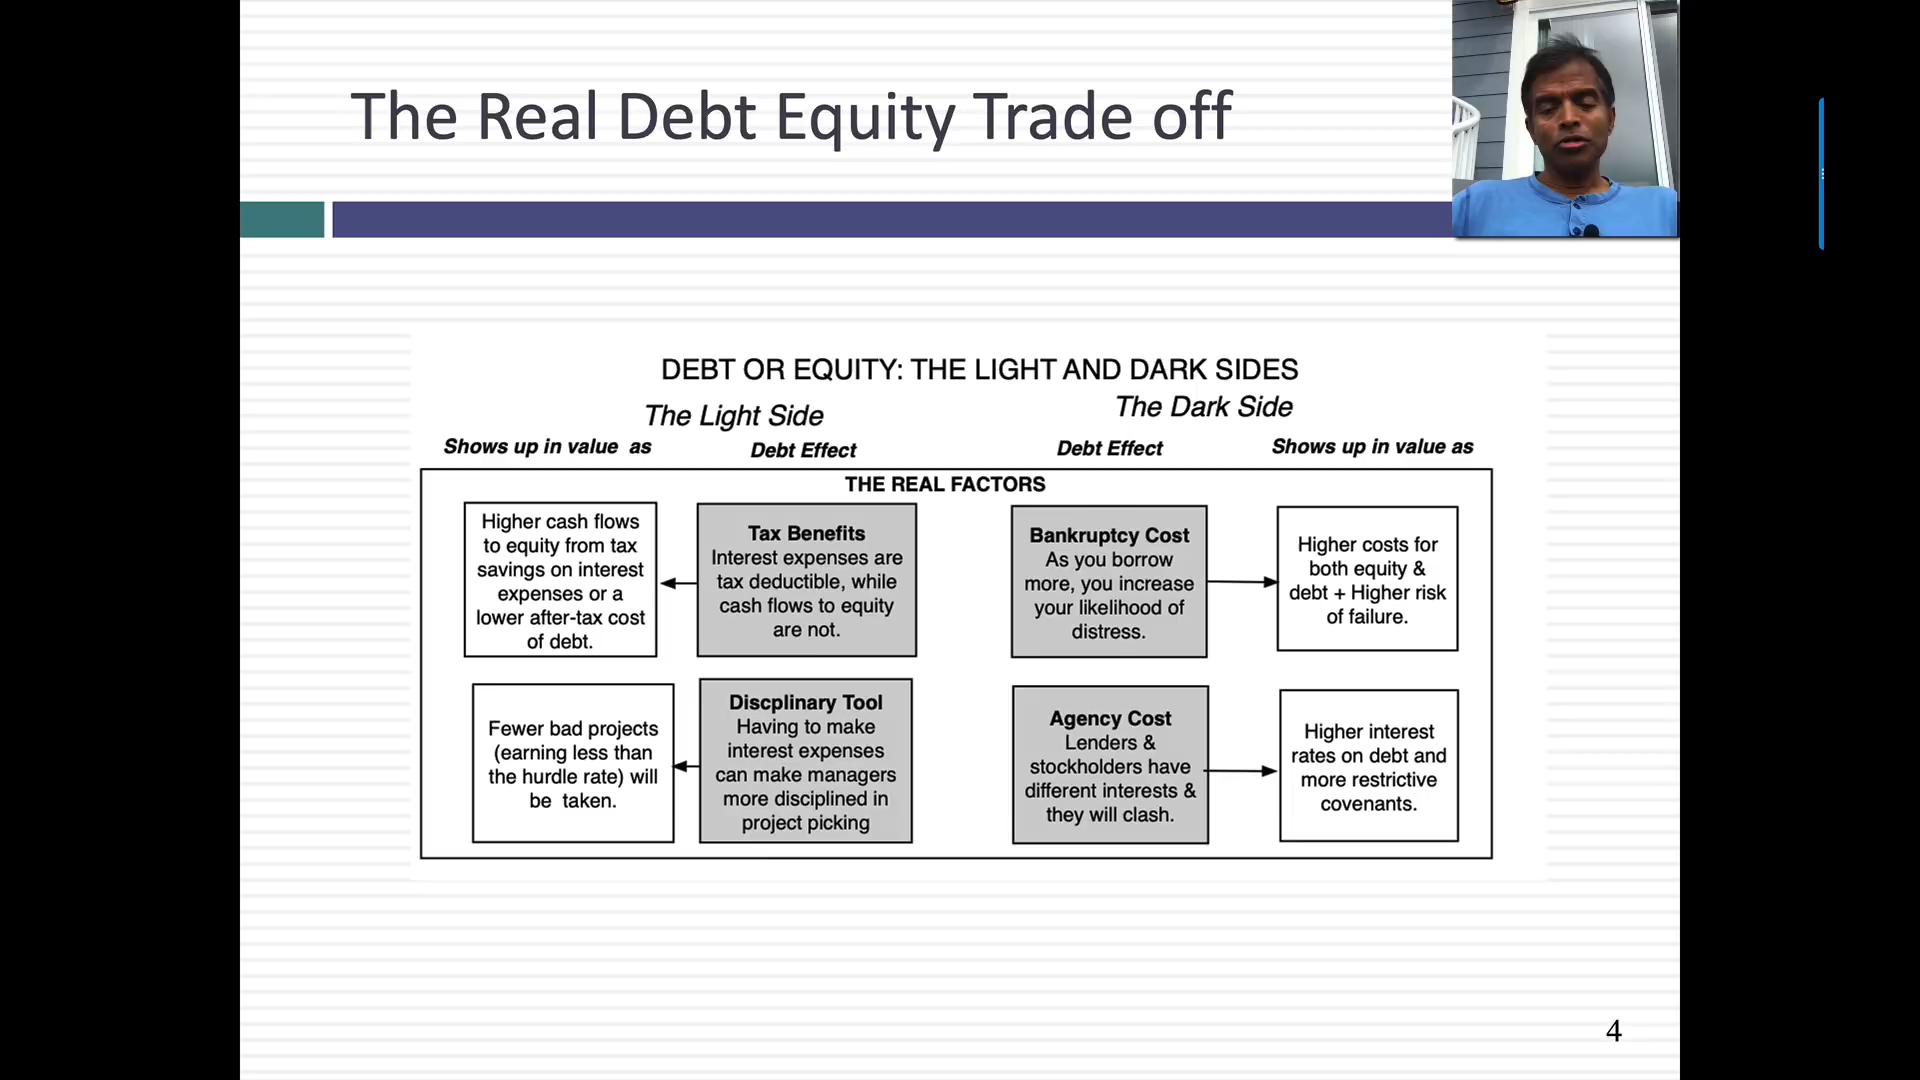 The Real Debt Equity Trade off
DEBT OR EQUITY: THE LIGHT AND DARK SIDES
The Light Side
The Dark Side
Shows up in value as
Debt Effect
Debt Effect
Shows up in value as
THE REAL FACTORS
Higher cash flows
to equity from tax
savings on interest
expenses or a
lower after-tax cost
of debt.
Tax Benefits
Interest expenses are
tax deductible, while
cash flows to equity
are not.
Bankruptcy Cost
As you borrow
more, you increase
your likelihood of
distress.
Higher costs for
both equity &
debt + Higher risk
of failure.
Fewer bad projects
(earning less than
the hurdle rate) will
be taken.
Discplinary Tool
Having to make
interest expenses
can make managers
more disciplined in
project picking
Agency Cost
Lenders &
stockholders have
different interests &
they will clash.
Higher interest
rates on debt and
more restrictive
covenants.
4